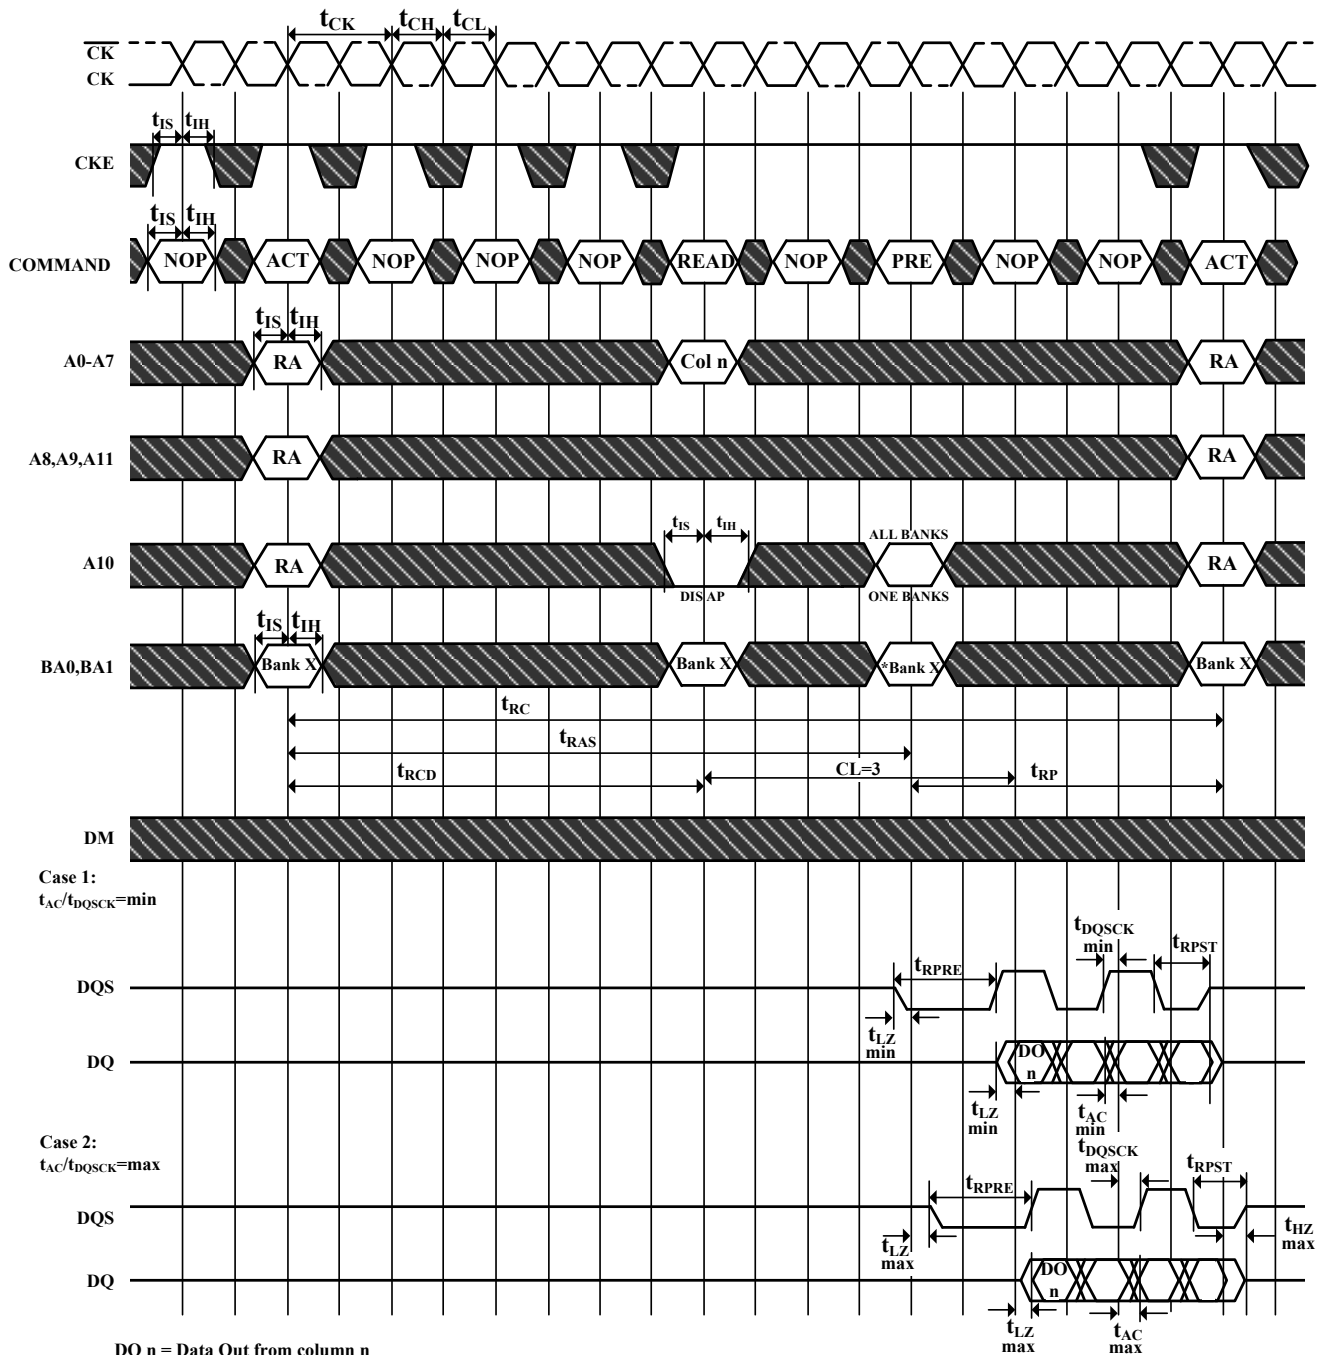 tCK tCH tCL
CK
CK
tIS tIH
CKE
tIS tIH
COMMAND NOP ACT NOP NOP NOP READ NOP PRE NOP NOP ACT
tIS tIH
A0-A7 RA Col n RA
A8,A9,A11 RA RA
tIS tIH ALL BANKS
A10 RA RA
DIS AP ONE BANKS
tIS tIH
BA0,BA1 Bank X Bank X *Bank X Bank X
tRC
tRAS
tRCD CL=3 tRP
DM
Case 1:
tAC/tDQSCK=min
tDQSCK
min
tRPST
tRPRE
DQS
tLZ
min
DQ DO
n
tLZ
min
tAC
min
Case 2:
tAC/tDQSCK=max
tDQSCK
max
tRPST
tRPRE
DQS
tLZ
max
tHZ
max
DQ DO
n
tLZ
max
tAC
max
DO n = Data Out from column n